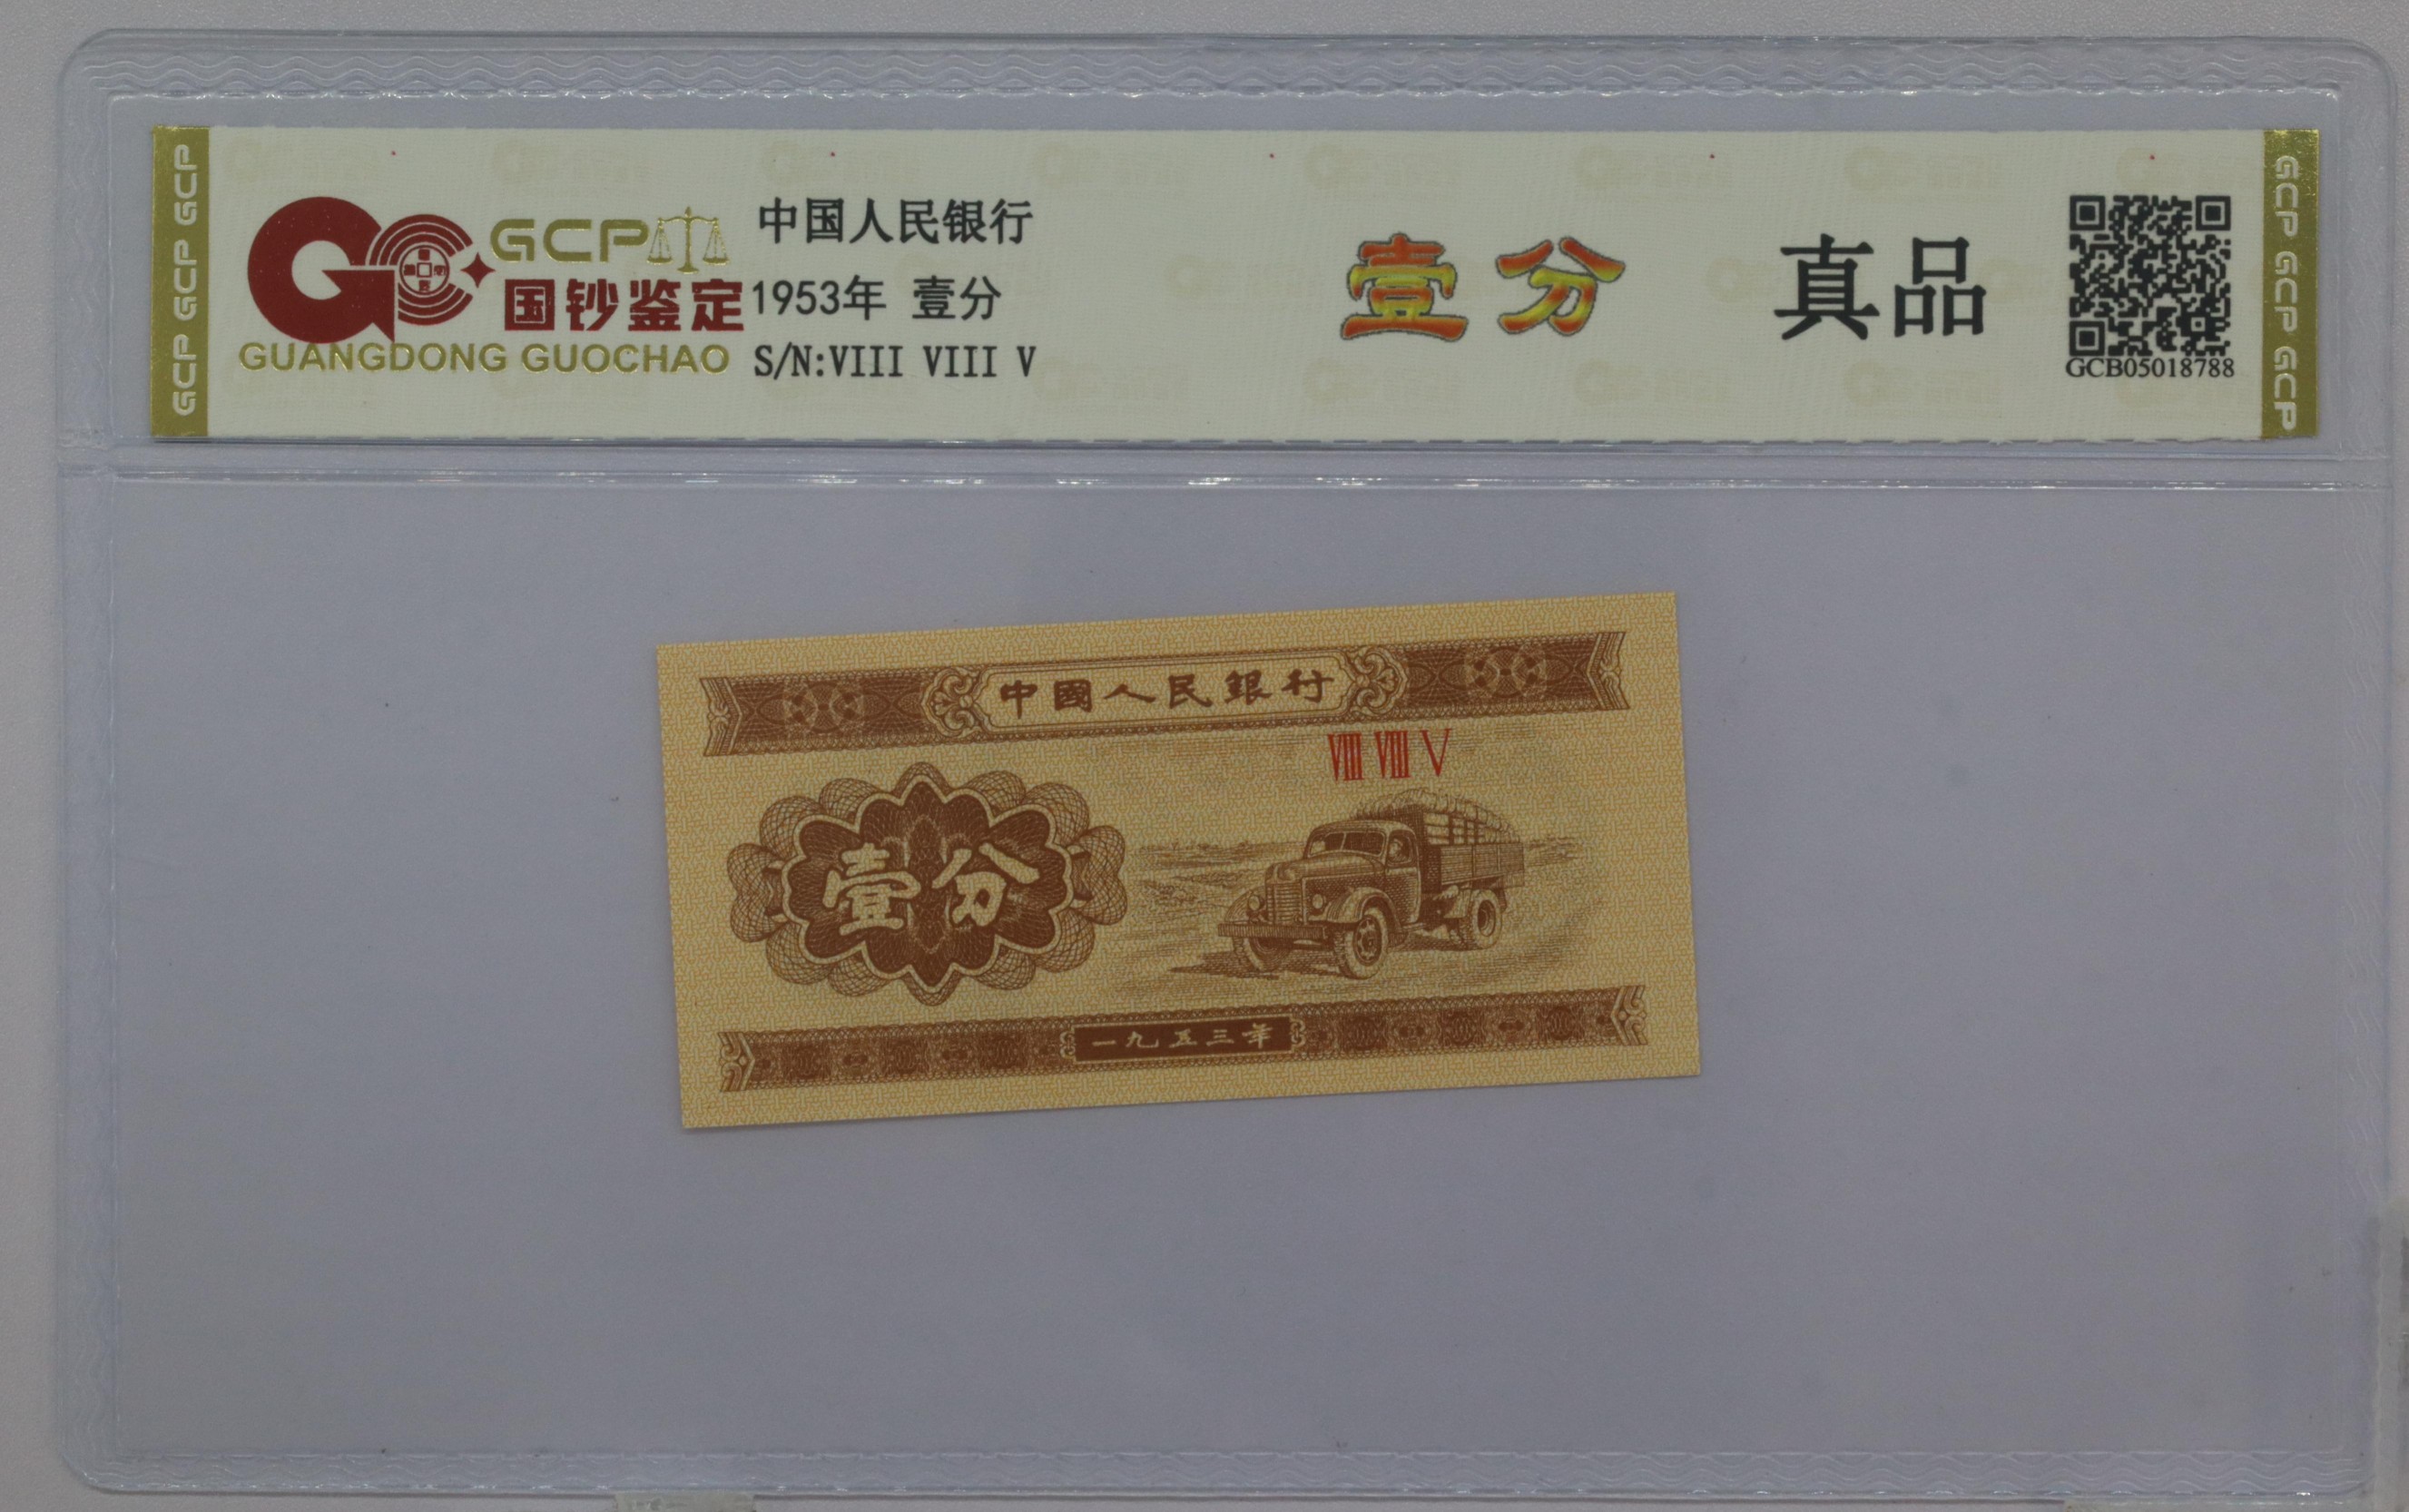 GCP GCP GCP
GCP
国钞鉴定
GUANGDONG GUOCHAO
中国人民银行
1953年 壹分
S/N:VIII VIII V
壹分
真品
GCB05018788
GCP GCP GCP
中國人民銀行
VIII VIII V
壹分
一九五三年